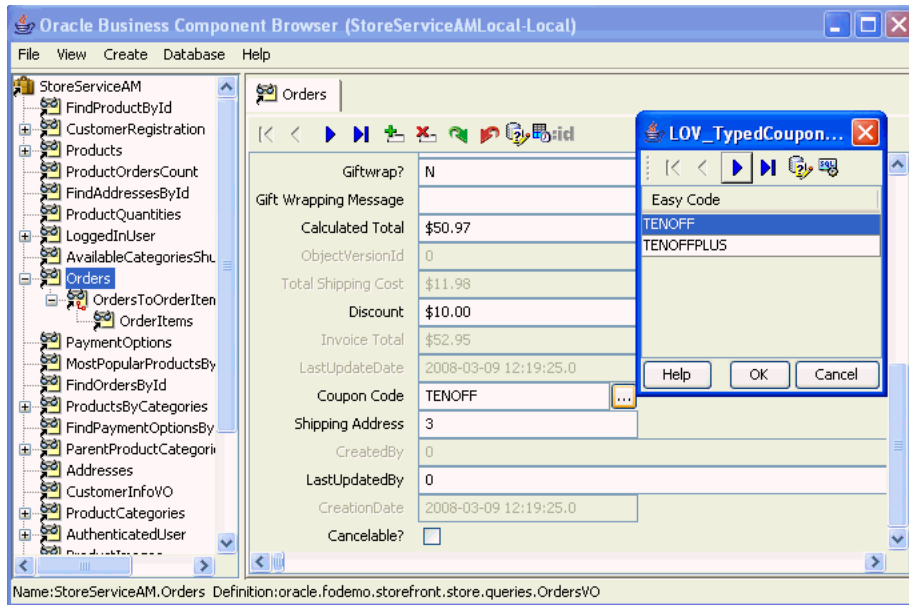 Oracle Business Component Browser (StoreServiceAMLocal-Local)
File View Create Database Help
StoreServiceAM
FindProductById
CustomerRegistration
Products
ProductOrdersCount
FindAddressesById
ProductQuantities
LoggedInUser
AvailableCategoriesShu
Orders
OrdersToOrderIten
OrderItems
PaymentOptions
MostPopularProductsBy
FindOrdersById
ProductsByCategories
FindPaymentOptionsBy
ParentProductCategori
Addresses
CustomerInfoVO
ProductCategories
AuthenticatedUser
Orders
:id
Giftwrap? N
Gift Wrapping Message
Calculated Total $50.97
ObjectVersionId 0
Total Shipping Cost $11.98
Discount $10.00
Invoice Total $52.95
LastUpdateDate 2008-03-09 12:19:25.0
Coupon Code TENOFF ...
Shipping Address 3
CreatedBy 0
LastUpdatedBy 0
CreationDate 2008-03-09 12:19:25.0
Cancelable?
LOV_TypedCoupon...
SQL
Easy Code
TENOFF
TENOFFPLUS
Help OK Cancel
Name:StoreServiceAM.Orders Definition:oracle.fodemo.storefront.store.queries.OrdersVO